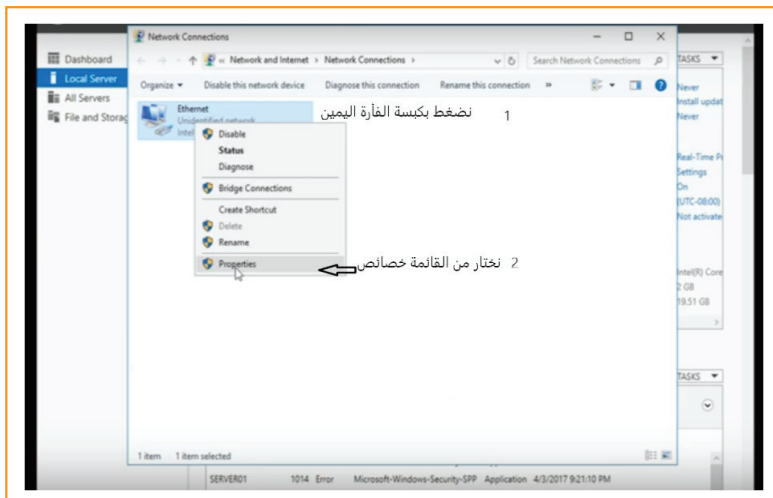 Network Connections
Dashboard
Local Server
All Servers
File and Storag
« Network and Internet > Network Connections >
Search Network Connections
Organize
Disable this network device
Diagnose this connection
Rename this connection
»
Ethernet
Unidentified network
Intel
نضغط بكبسة الفأرة اليمين 1
Disable
Status
Diagnose
Bridge Connections
Create Shortcut
Delete
Rename
Properties
2 نختار من القائمة خصائص
TASKS
Never
Install updat
Never
Real-Time Pr
Settings
On
(UTC-08:00)
Not activate
Intel(R) Core
2 GB
19.51 GB
TASKS
1 item 1 item selected
SERVER01 1014 Error Microsoft-Windows-Security-SPP Application 4/3/2017 9:21:10 PM